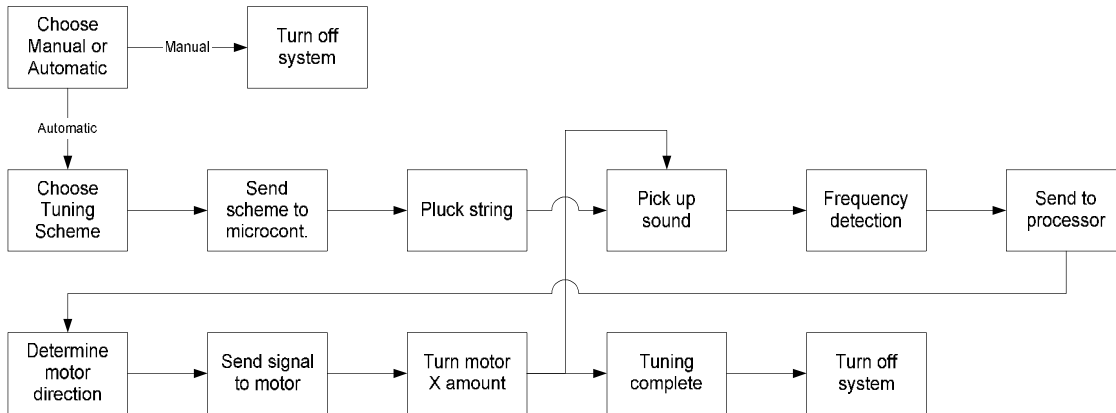 Choose
Manual or
Automatic
Manual
Turn off
system
Automatic
Choose
Tuning
Scheme
Send
scheme to
microcont.
Pluck string
Pick up
sound
Frequency
detection
Send to
processor
Determine
motor
direction
Send signal
to motor
Turn motor
X amount
Tuning
complete
Turn off
system